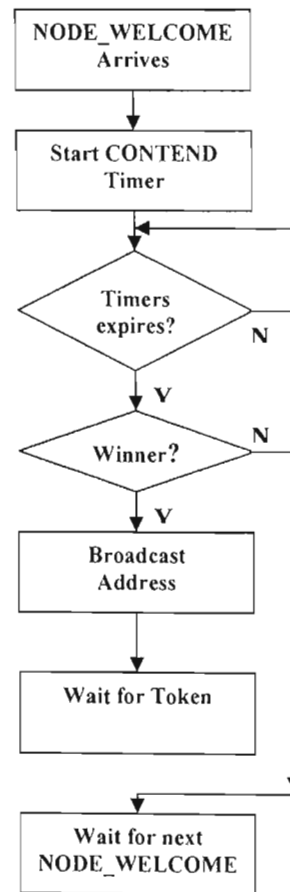 NODE_WELCOME
Arrives
Start CONTEND
Timer
Timers
expires?
N
Y
Winner?
N
Y
Broadcast
Address
Wait for Token
Wait for next
NODE_WELCOME